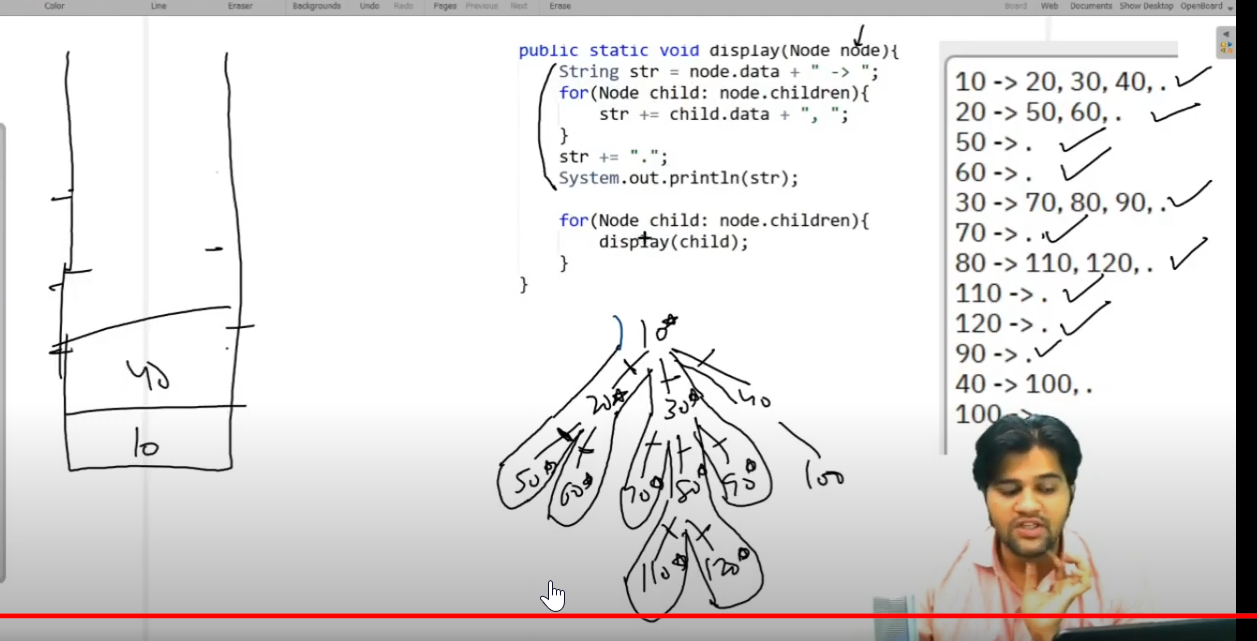 Color Line Eraser Backgrounds Undo Redo Pages Previous Next Erase Board Web Documents Show Desktop OpenBoard
public static void display(Node node){
String str = node.data + " -> ";
for(Node child: node.children){
str += child.data + ", ";
}
str += ".";
System.out.println(str);
for(Node child: node.children){
display(child);
}
}
10 -> 20, 30, 40, .
20 -> 50, 60, .
50 -> .
60 -> .
30 -> 70, 80, 90, .
70 -> .
80 -> 110, 120, .
110 -> .
120 -> .
90 -> .
40 -> 100, .
100 ->
40
10
10
20 30 40
50 60 70 80 90 100
110 120